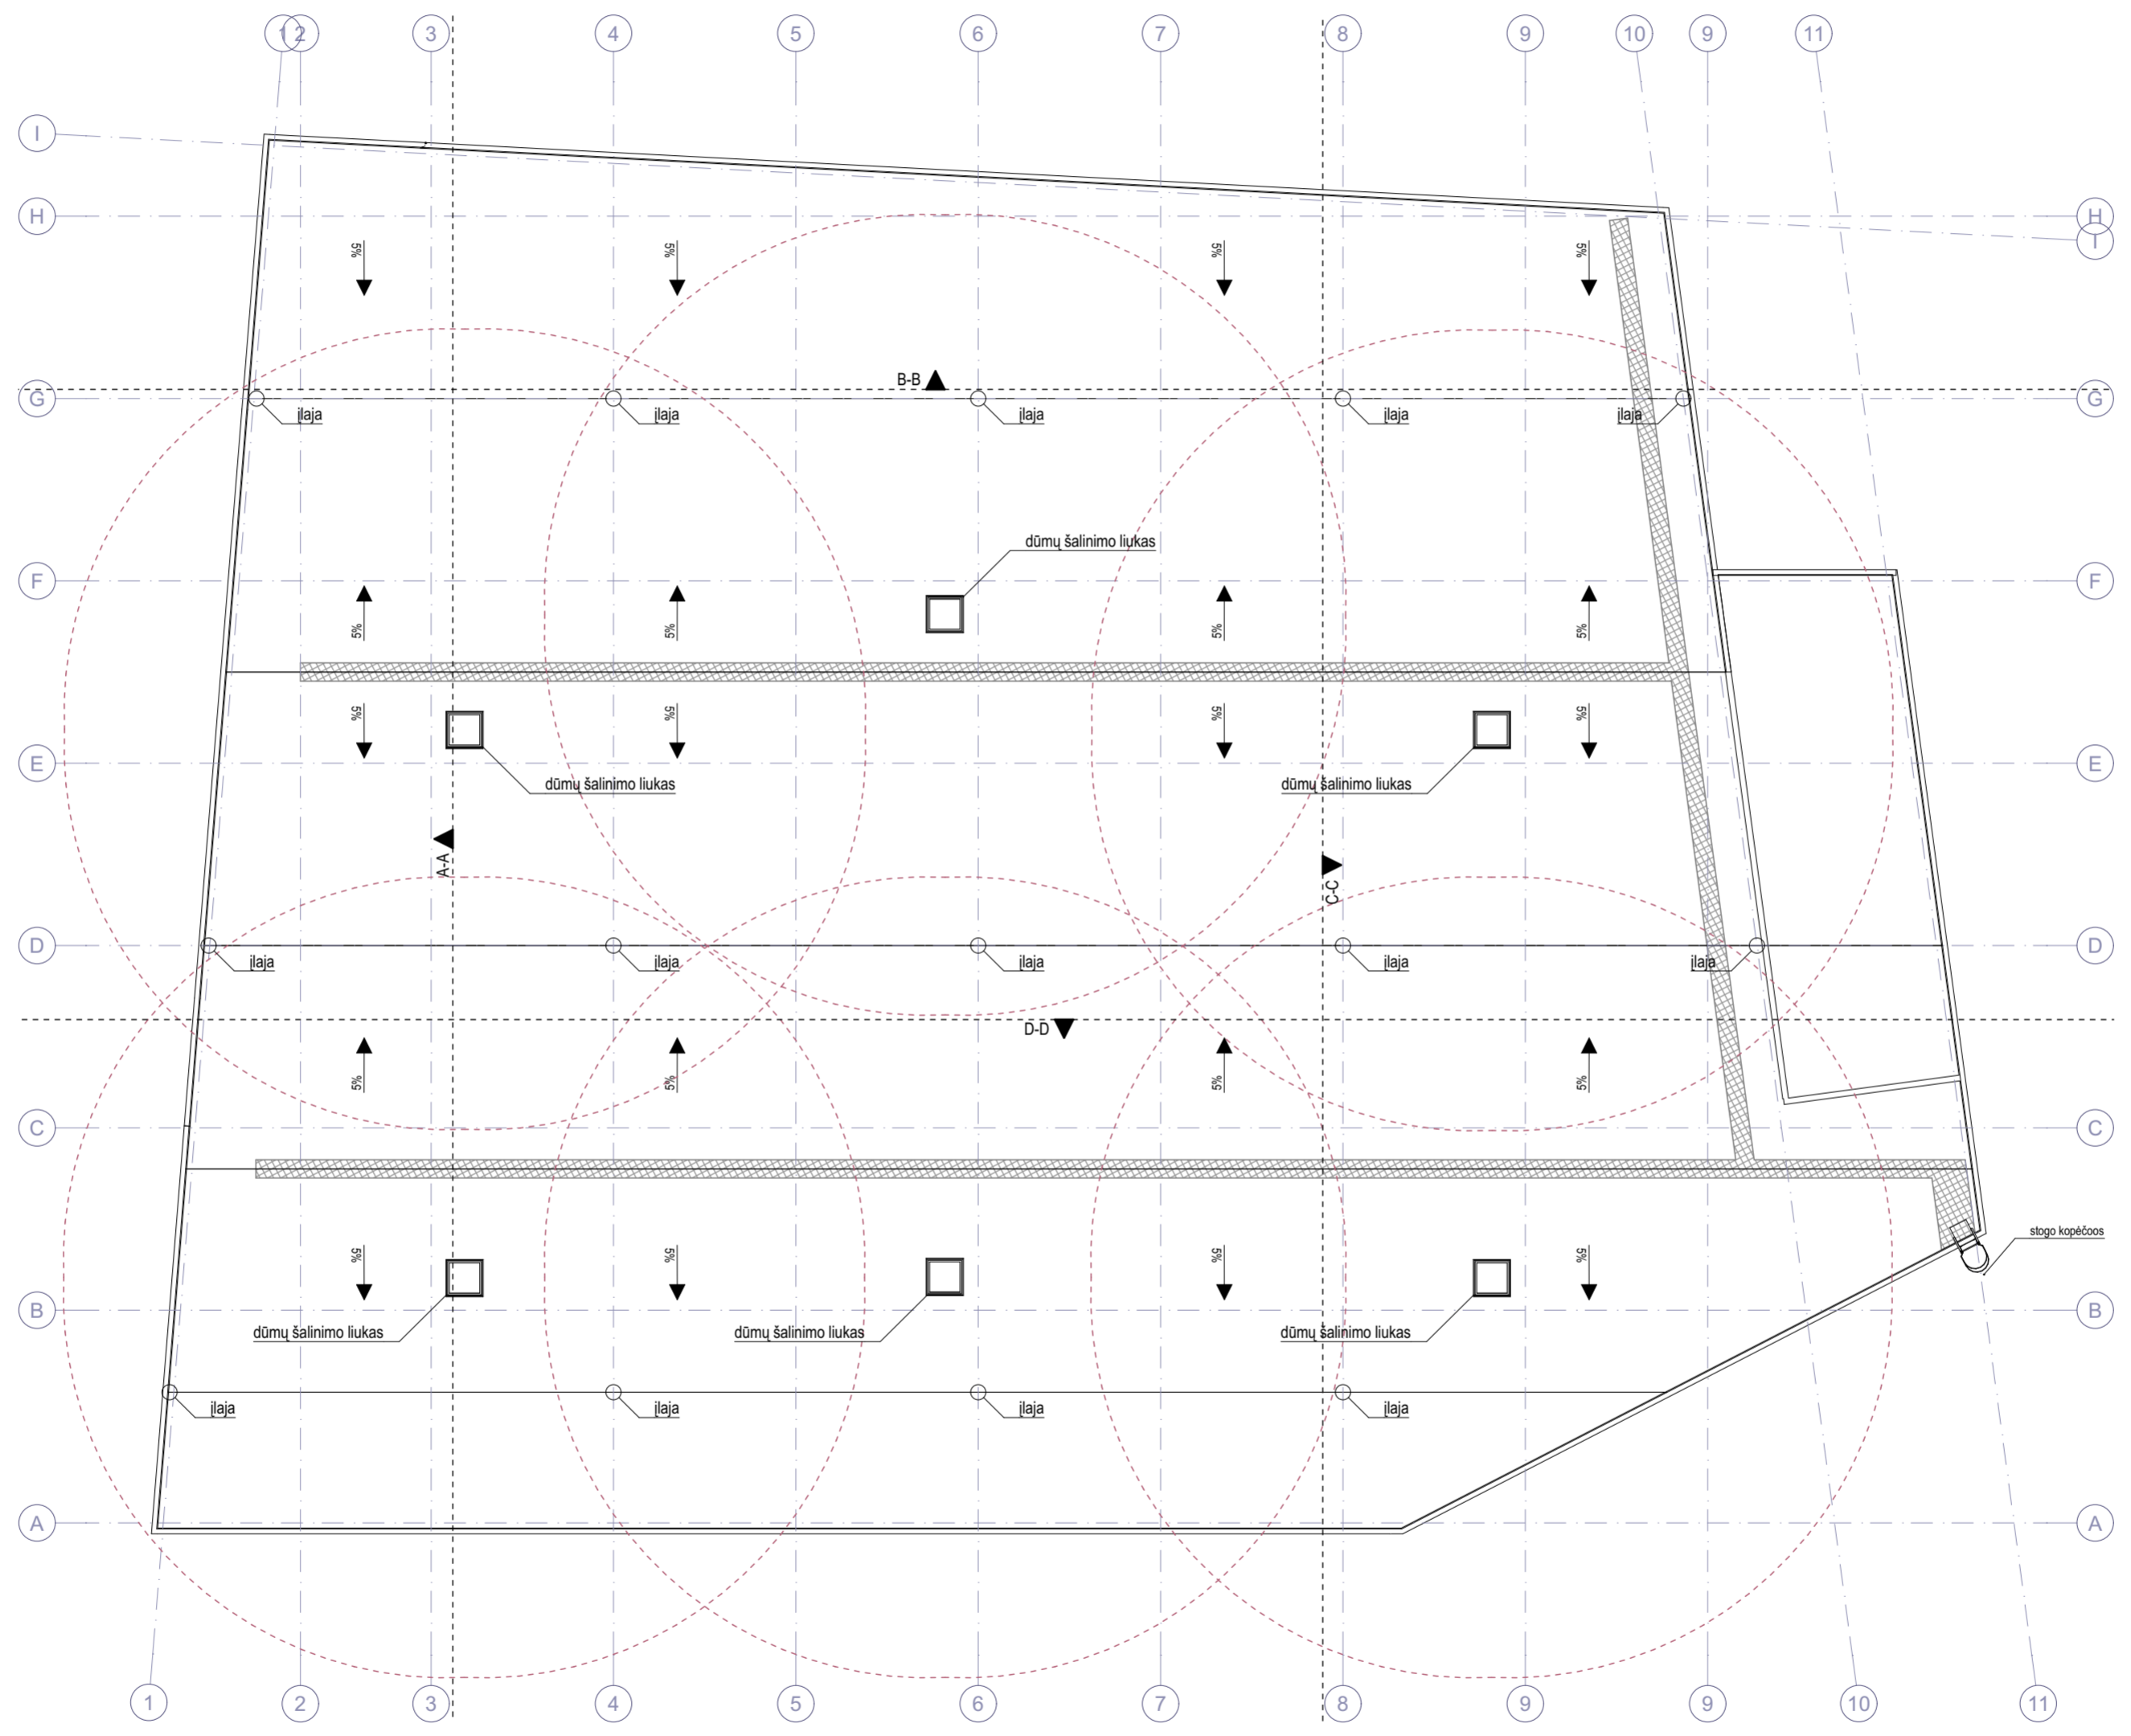 1 2 3 4 5 6 7 8 9 10 9 11
I
H H
I
5% 5% 5% 5%
B-B
G G
įlaja įlaja įlaja įlaja įlaja
dūmų šalinimo liukas
F F
5% 5% 5% 5%
5% 5% 5% 5%
E E
dūmų šalinimo liukas dūmų šalinimo liukas
A-A
C-C
D D
įlaja įlaja įlaja įlaja įlaja
D-D
5% 5% 5% 5%
C C
stogo kopėčoos
5% 5% 5% 5%
B B
dūmų šalinimo liukas dūmų šalinimo liukas dūmų šalinimo liukas
įlaja įlaja įlaja įlaja
A A
1 2 3 4 5 6 7 8 9 9 10 11